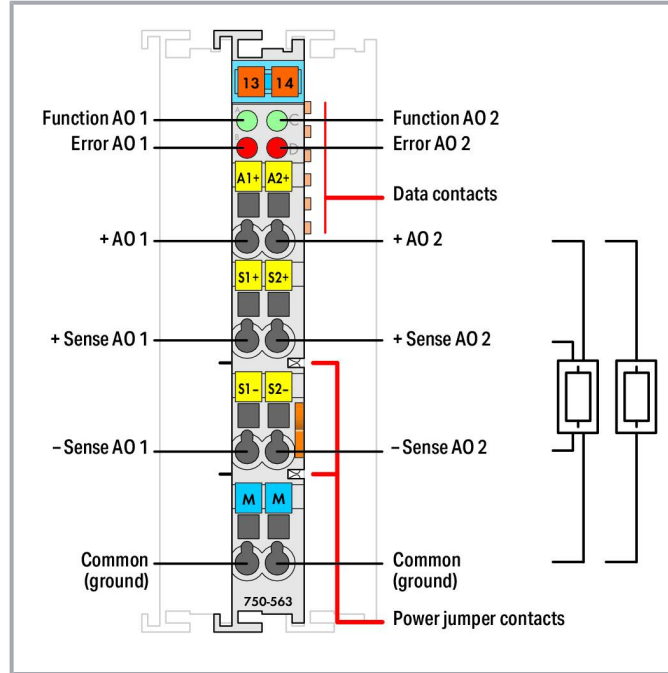 13 14
Function AO 1
Function AO 2
A C
Error AO 1
Error AO 2
B D
A1+ A2+
Data contacts
+ AO 1
+ AO 2
S1+ S2+
+ Sense AO 1
+ Sense AO 2
S1– S2–
– Sense AO 1
– Sense AO 2
M M
Common
(ground)
Common
(ground)
750-563
Power jumper contacts